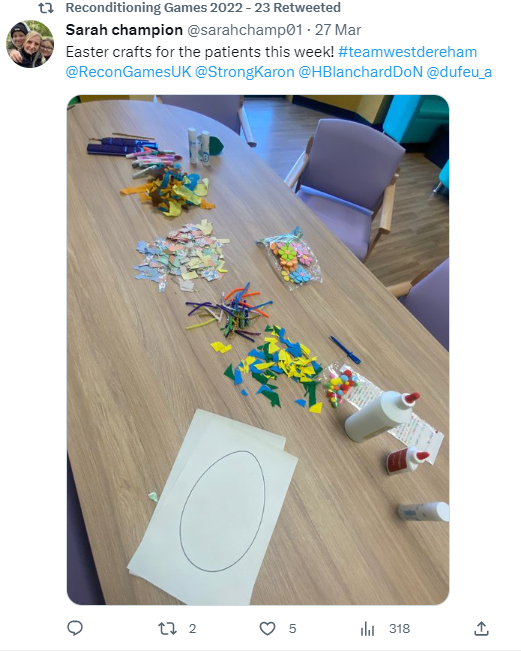 Reconditioning Games 2022 - 23 Retweeted
Sarah champion @sarahchamp01 · 27 Mar
Easter crafts for the patients this week! #teamwestdereham
@ReconGamesUK @StrongKaron @HBlanchardDoN @dufeu_a
2 5 318